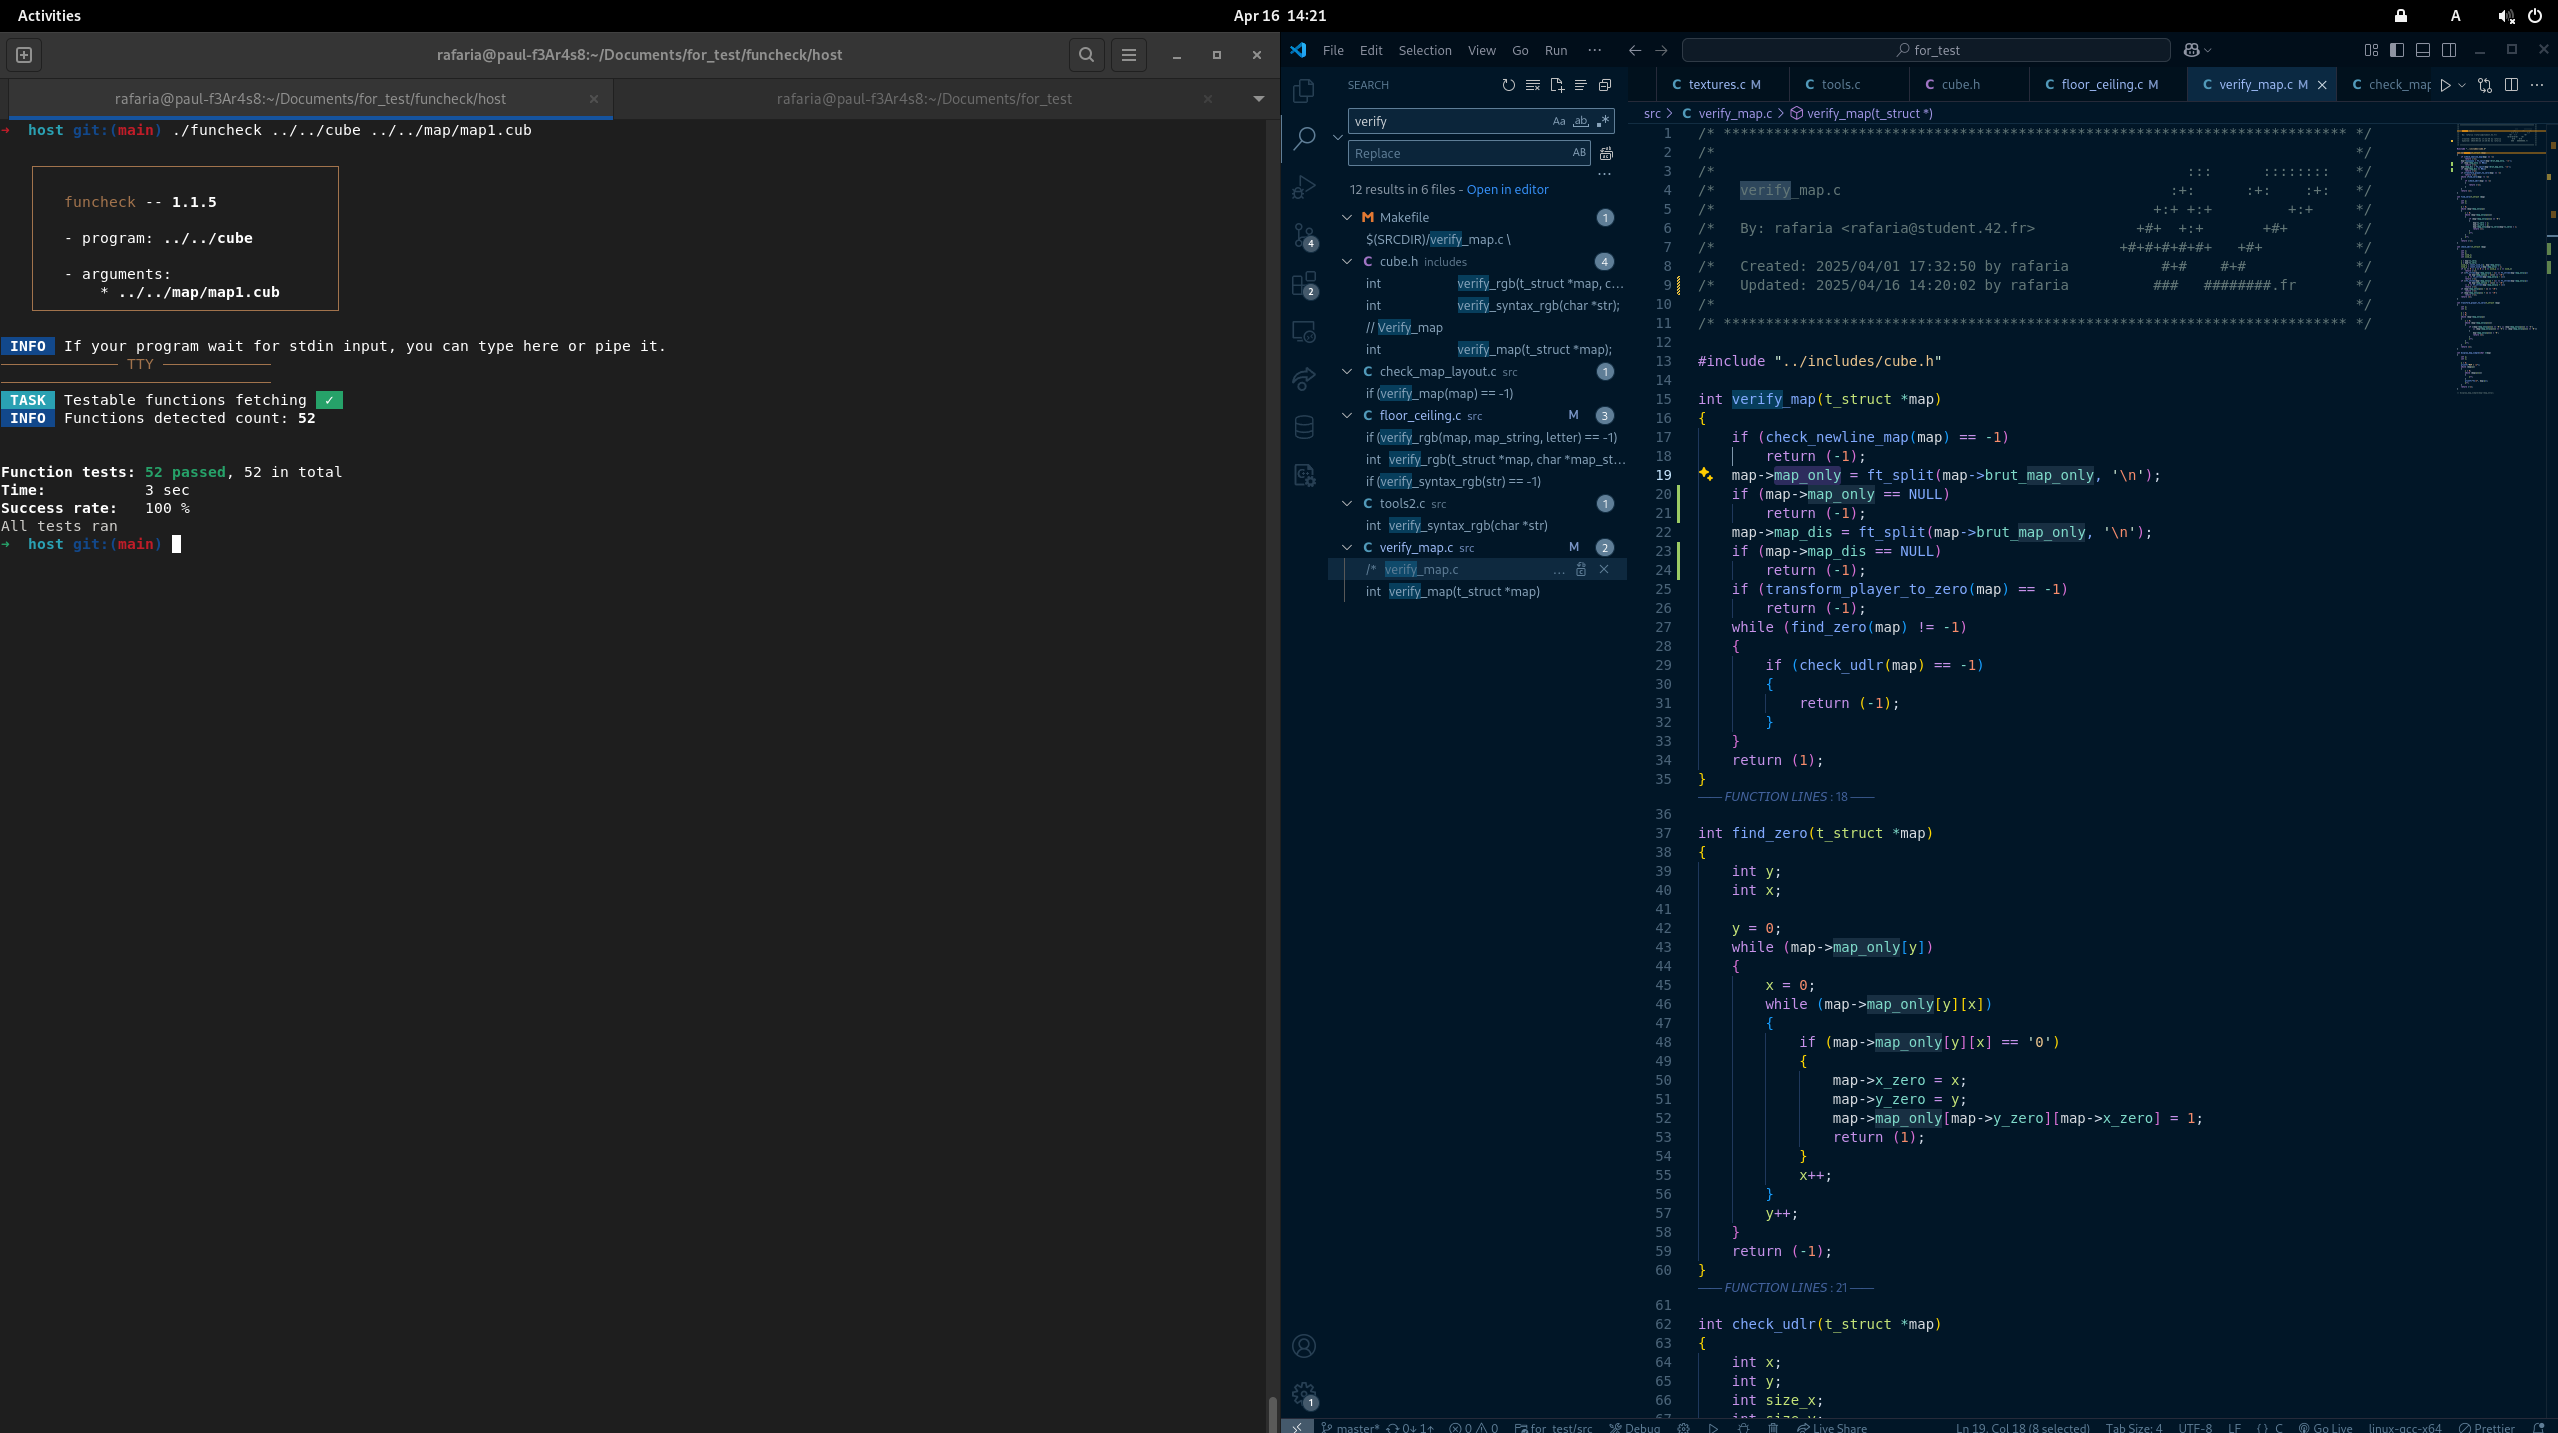 Activities
Apr 16 14:21
A
rafaria@paul-f3Ar4s8:~/Documents/for_test/funcheck/host
rafaria@paul-f3Ar4s8:~/Documents/for_test/funcheck/host
rafaria@paul-f3Ar4s8:~/Documents/for_test
➜ host git:(main) ./funcheck ../../cube ../../map/map1.cub
funcheck -- 1.1.5
- program: ../../cube
- arguments:
* ../../map/map1.cub
INFO If your program wait for stdin input, you can type here or pipe it.
TTY
TASK Testable functions fetching ✓
INFO Functions detected count: 52
Function tests: 52 passed, 52 in total
Time: 3 sec
Success rate: 100 %
All tests ran
➜ host git:(main)
File Edit Selection View Go Run ···
for_test
SEARCH
verify
Aa ab .*
Replace
AB
12 results in 6 files - Open in editor
Makefile 1
$(SRCDIR)/verify_map.c \
cube.h includes 4
int verify_rgb(t_struct *map, c...
int verify_syntax_rgb(char *str);
// Verify_map
int verify_map(t_struct *map);
check_map_layout.c src 1
if (verify_map(map) == -1)
floor_ceiling.c src M 3
if (verify_rgb(map, map_string, letter) == -1)
int verify_rgb(t_struct *map, char *map_st...
if (verify_syntax_rgb(str) == -1)
tools2.c src 1
int verify_syntax_rgb(char *str)
verify_map.c src M 2
/* verify_map.c ...
int verify_map(t_struct *map)
4
2
1
textures.c M
tools.c
cube.h
floor_ceiling.c M
verify_map.c M
check_map
src > C verify_map.c > verify_map(t_struct *)
1 /* ************************************************************************** */
2 /* */
3 /* ::: :::::::: */
4 /* verify_map.c :+: :+: :+: */
5 /* +:+ +:+ +:+ */
6 /* By: rafaria <rafaria@student.42.fr> +#+ +:+ +#+ */
7 /* +#+#+#+#+#+ +#+ */
8 /* Created: 2025/04/01 17:32:50 by rafaria #+# #+# */
9 /* Updated: 2025/04/16 14:20:02 by rafaria ### ########.fr */
10 /* */
11 /* ************************************************************************** */
12
13 #include "../includes/cube.h"
14
15 int verify_map(t_struct *map)
16 {
17 if (check_newline_map(map) == -1)
18 return (-1);
19 map->map_only = ft_split(map->brut_map_only, '\n');
20 if (map->map_only == NULL)
21 return (-1);
22 map->map_dis = ft_split(map->brut_map_only, '\n');
23 if (map->map_dis == NULL)
24 return (-1);
25 if (transform_player_to_zero(map) == -1)
26 return (-1);
27 while (find_zero(map) != -1)
28 {
29 if (check_udlr(map) == -1)
30 {
31 return (-1);
32 }
33 }
34 return (1);
35 }
—— FUNCTION LINES : 18 ——
36
37 int find_zero(t_struct *map)
38 {
39 int y;
40 int x;
41
42 y = 0;
43 while (map->map_only[y])
44 {
45 x = 0;
46 while (map->map_only[y][x])
47 {
48 if (map->map_only[y][x] == '0')
49 {
50 map->x_zero = x;
51 map->y_zero = y;
52 map->map_only[map->y_zero][map->x_zero] = 1;
53 return (1);
54 }
55 x++;
56 }
57 y++;
58 }
59 return (-1);
60 }
—— FUNCTION LINES : 21 ——
61
62 int check_udlr(t_struct *map)
63 {
64 int x;
65 int y;
66 int size_x;
67 int size_y;
master* 0↓ 1↑ 0 0 for_test/src Debug Live Share Ln 19, Col 18 (8 selected) Tab Size: 4 UTF-8 LF { } C Go Live linux-gcc-x64 Prettier